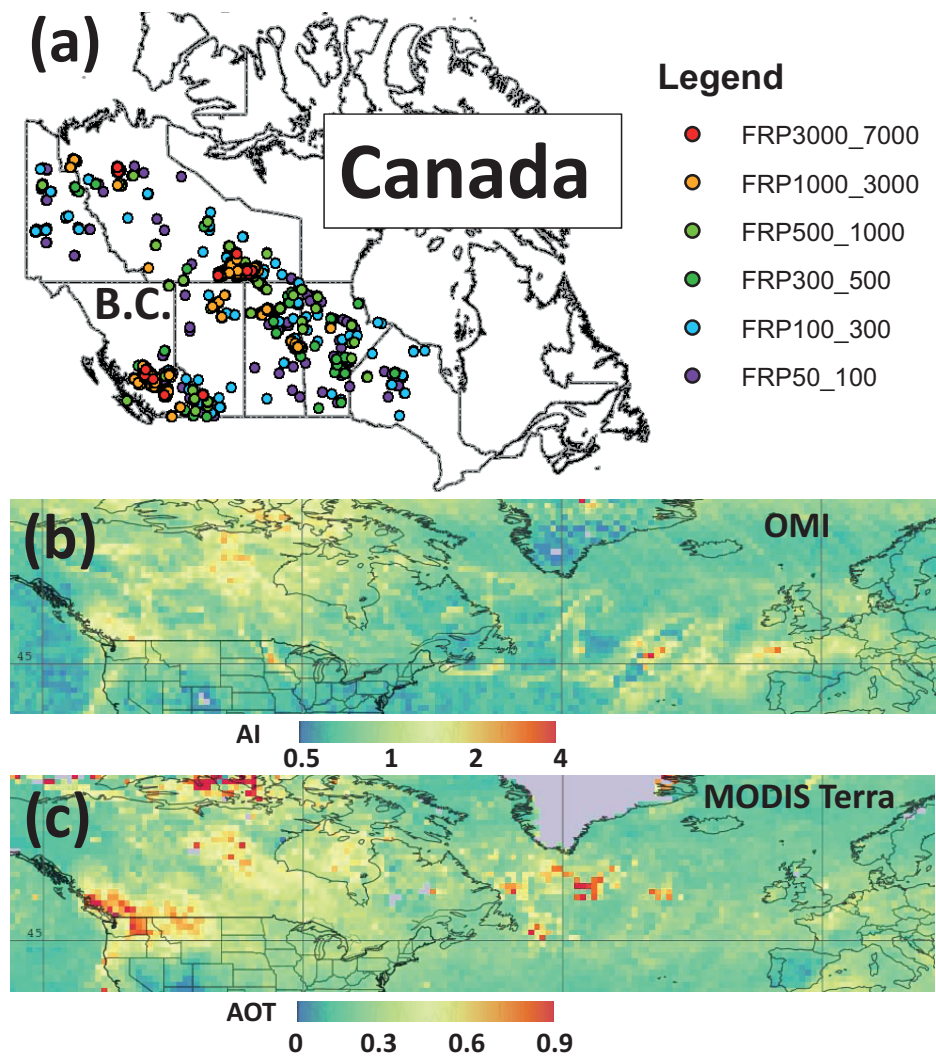 (a)
Canada
B.C.
Legend
FRP3000_7000
FRP1000_3000
FRP500_1000
FRP300_500
FRP100_300
FRP50_100
(b)
OMI
45
AI
0.5 1 2 4
(c)
MODIS Terra
45
AOT
0 0.3 0.6 0.9